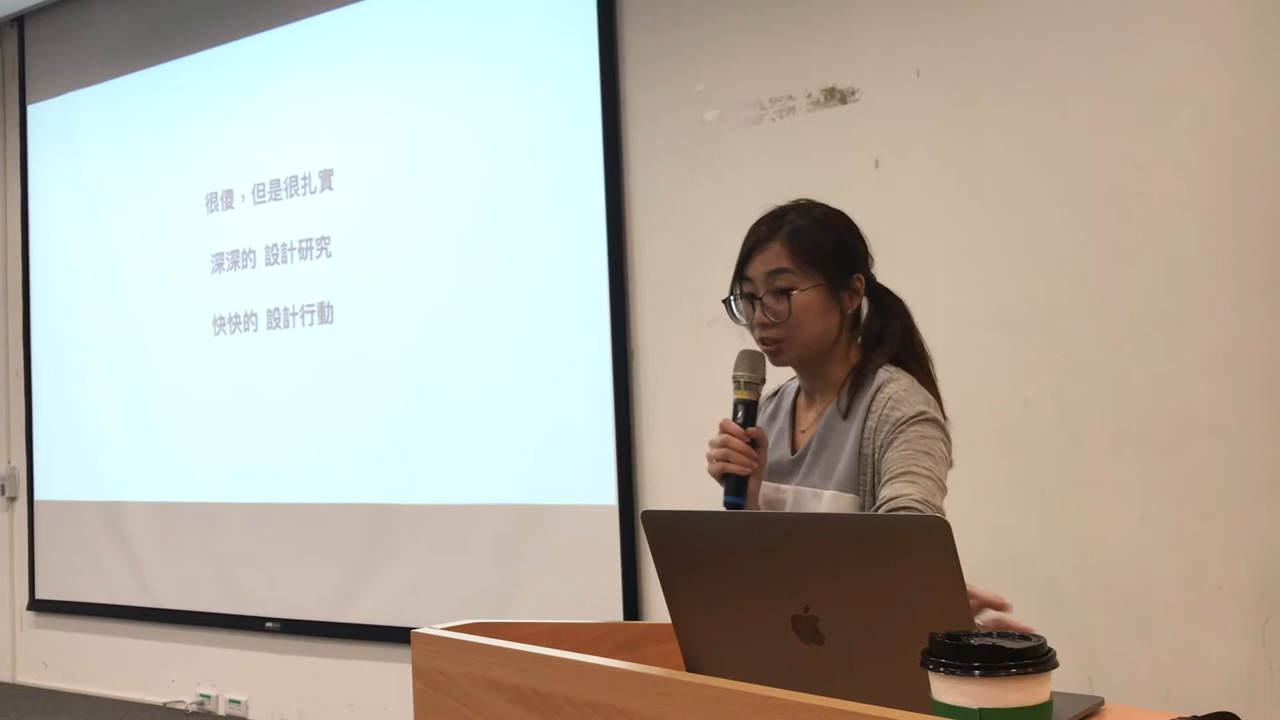 很傻，但是很扎實
深深的 設計研究
快快的 設計行動